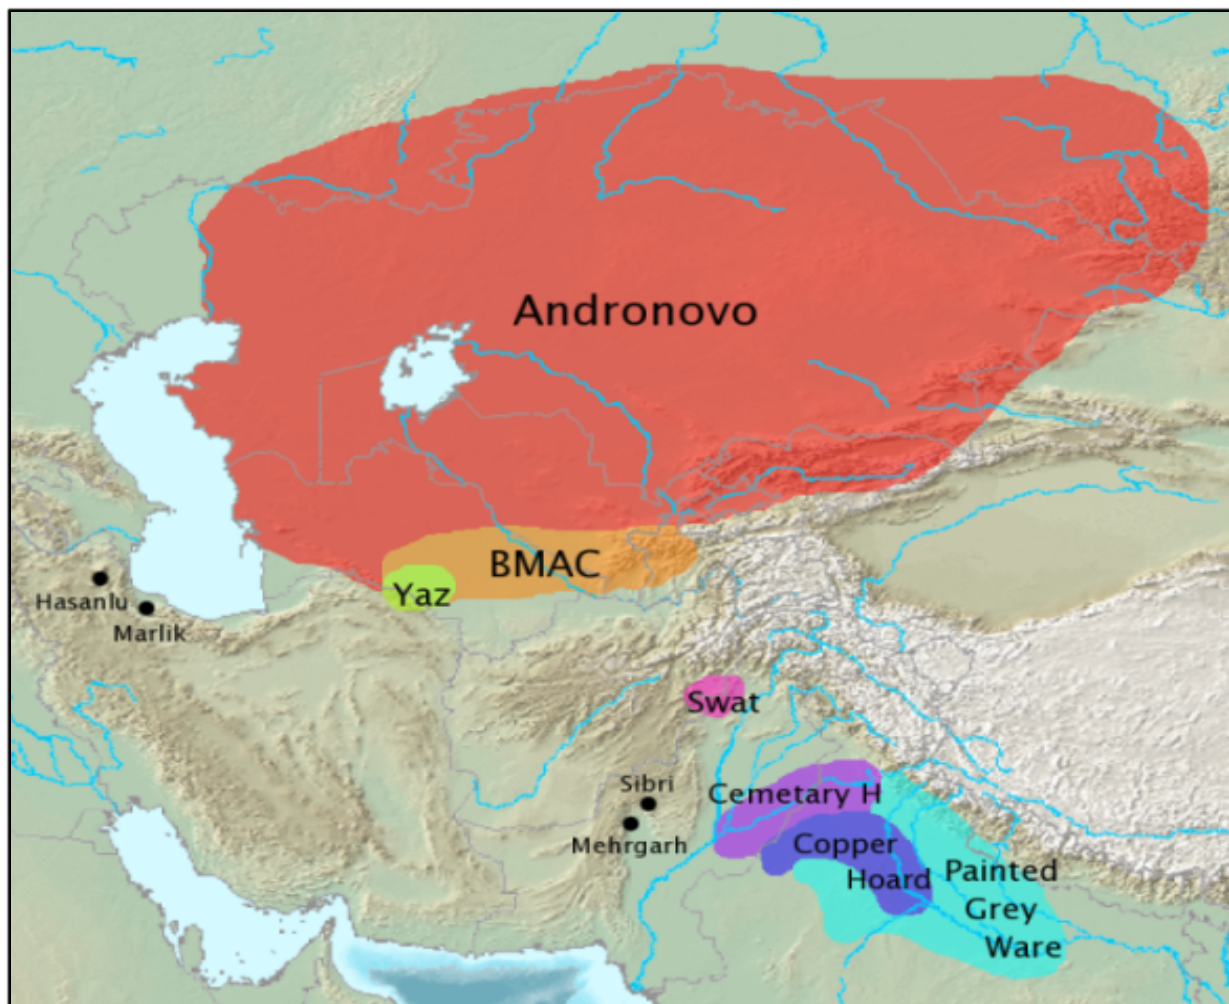 Andronovo
BMAC
Yaz
Hasanlu
Marlik
Swat
Sibri
Cemetary H
Mehrgarh
Copper
Hoard
Painted
Grey
Ware